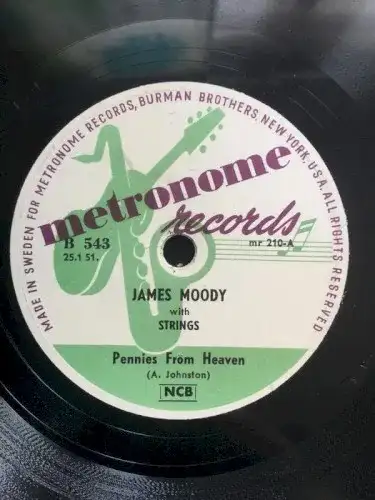 MADE IN SWEDEN FOR METRONOME RECORDS, BURMAN BROTHERS, NEW YORK, U.S.A. ALL RIGHTS RESERVED
metronome
records
B 543
25.1 51.
mr 210-A
JAMES MOODY
with
STRINGS
Pennies From Heaven
(A. Johnston)
NCB